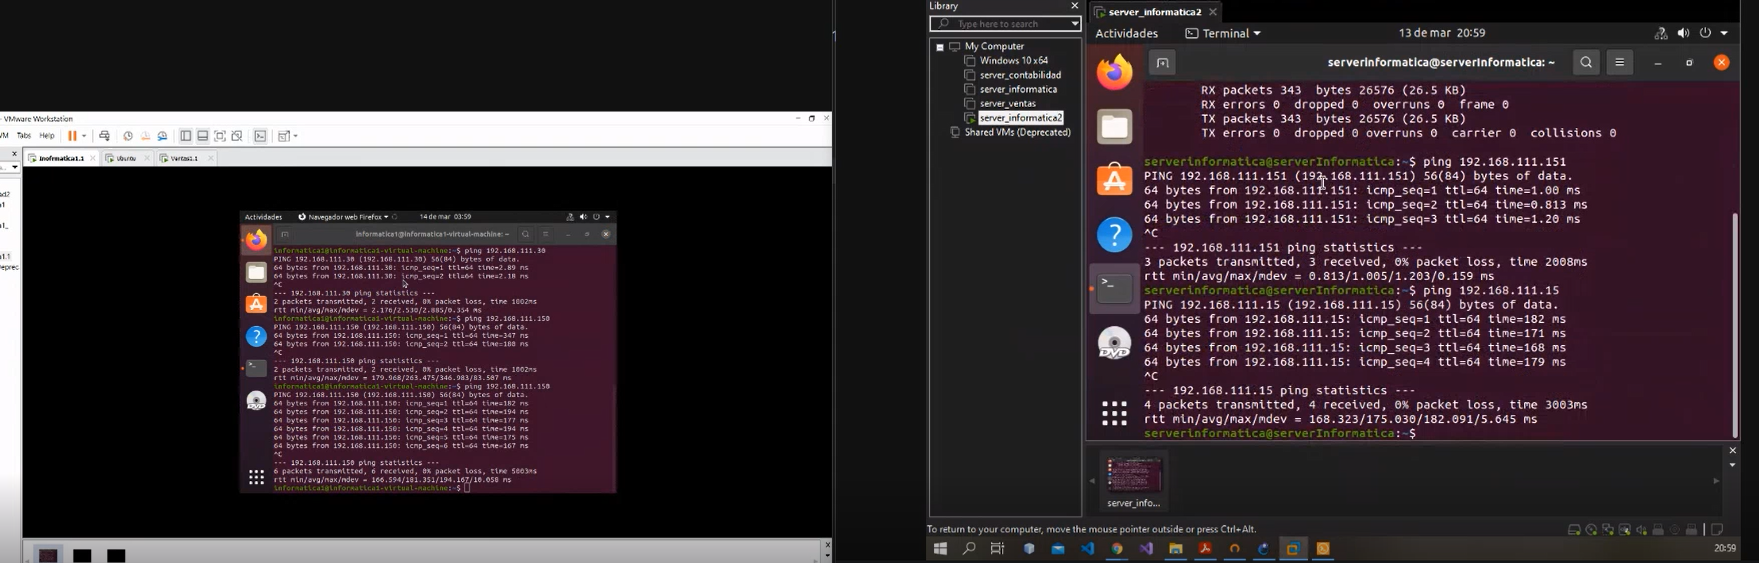 VMware Workstation
VM Tabs Help
Inofrmatica1.1
Ubuntu
Ventas1.1
Actividades
Navegador web Firefox
14 de mar 03:59
informatica1@informatica1-virtual-machine: ~
informatica1@informatica1-virtual-machine:~$ ping 192.168.111.30
PING 192.168.111.30 (192.168.111.30) 56(84) bytes of data.
64 bytes from 192.168.111.30: icmp_seq=1 ttl=64 time=2.89 ms
64 bytes from 192.168.111.30: icmp_seq=2 ttl=64 time=2.18 ms
^C
--- 192.168.111.30 ping statistics ---
2 packets transmitted, 2 received, 0% packet loss, time 1002ms
rtt min/avg/max/mdev = 2.176/2.530/2.885/0.354 ms
informatica1@informatica1-virtual-machine:~$ ping 192.168.111.150
PING 192.168.111.150 (192.168.111.150) 56(84) bytes of data.
64 bytes from 192.168.111.150: icmp_seq=1 ttl=64 time=347 ms
64 bytes from 192.168.111.150: icmp_seq=2 ttl=64 time=180 ms
^C
--- 192.168.111.150 ping statistics ---
2 packets transmitted, 2 received, 0% packet loss, time 1002ms
rtt min/avg/max/mdev = 179.968/263.475/346.983/83.507 ms
informatica1@informatica1-virtual-machine:~$ ping 192.168.111.150
PING 192.168.111.150 (192.168.111.150) 56(84) bytes of data.
64 bytes from 192.168.111.150: icmp_seq=1 ttl=64 time=182 ms
64 bytes from 192.168.111.150: icmp_seq=2 ttl=64 time=194 ms
64 bytes from 192.168.111.150: icmp_seq=3 ttl=64 time=177 ms
64 bytes from 192.168.111.150: icmp_seq=4 ttl=64 time=194 ms
64 bytes from 192.168.111.150: icmp_seq=5 ttl=64 time=175 ms
64 bytes from 192.168.111.150: icmp_seq=6 ttl=64 time=167 ms
^C
--- 192.168.111.150 ping statistics ---
6 packets transmitted, 6 received, 0% packet loss, time 5003ms
rtt min/avg/max/mdev = 166.594/181.351/194.167/10.058 ms
informatica1@informatica1-virtual-machine:~$
Library
Type here to search
My Computer
Windows 10 x64
server_contabilidad
server_informatica
server_ventas
server_informatica2
Shared VMs (Deprecated)
server_informatica2
Actividades
Terminal
13 de mar 20:59
serverinformatica@serverInformatica: ~
RX packets 343 bytes 26576 (26.5 KB)
RX errors 0 dropped 0 overruns 0 frame 0
TX packets 343 bytes 26576 (26.5 KB)
TX errors 0 dropped 0 overruns 0 carrier 0 collisions 0
serverinformatica@serverInformatica:~$ ping 192.168.111.151
PING 192.168.111.151 (192.168.111.151) 56(84) bytes of data.
64 bytes from 192.168.111.151: icmp_seq=1 ttl=64 time=1.00 ms
64 bytes from 192.168.111.151: icmp_seq=2 ttl=64 time=0.813 ms
64 bytes from 192.168.111.151: icmp_seq=3 ttl=64 time=1.20 ms
^C
--- 192.168.111.151 ping statistics ---
3 packets transmitted, 3 received, 0% packet loss, time 2008ms
rtt min/avg/max/mdev = 0.813/1.005/1.203/0.159 ms
serverinformatica@serverInformatica:~$ ping 192.168.111.15
PING 192.168.111.15 (192.168.111.15) 56(84) bytes of data.
64 bytes from 192.168.111.15: icmp_seq=1 ttl=64 time=182 ms
64 bytes from 192.168.111.15: icmp_seq=2 ttl=64 time=171 ms
64 bytes from 192.168.111.15: icmp_seq=3 ttl=64 time=168 ms
64 bytes from 192.168.111.15: icmp_seq=4 ttl=64 time=179 ms
^C
--- 192.168.111.15 ping statistics ---
4 packets transmitted, 4 received, 0% packet loss, time 3003ms
rtt min/avg/max/mdev = 168.323/175.030/182.091/5.645 ms
serverinformatica@serverInformatica:~$
DVD
server_info...
To return to your computer, move the mouse pointer outside or press Ctrl+Alt.
20:59